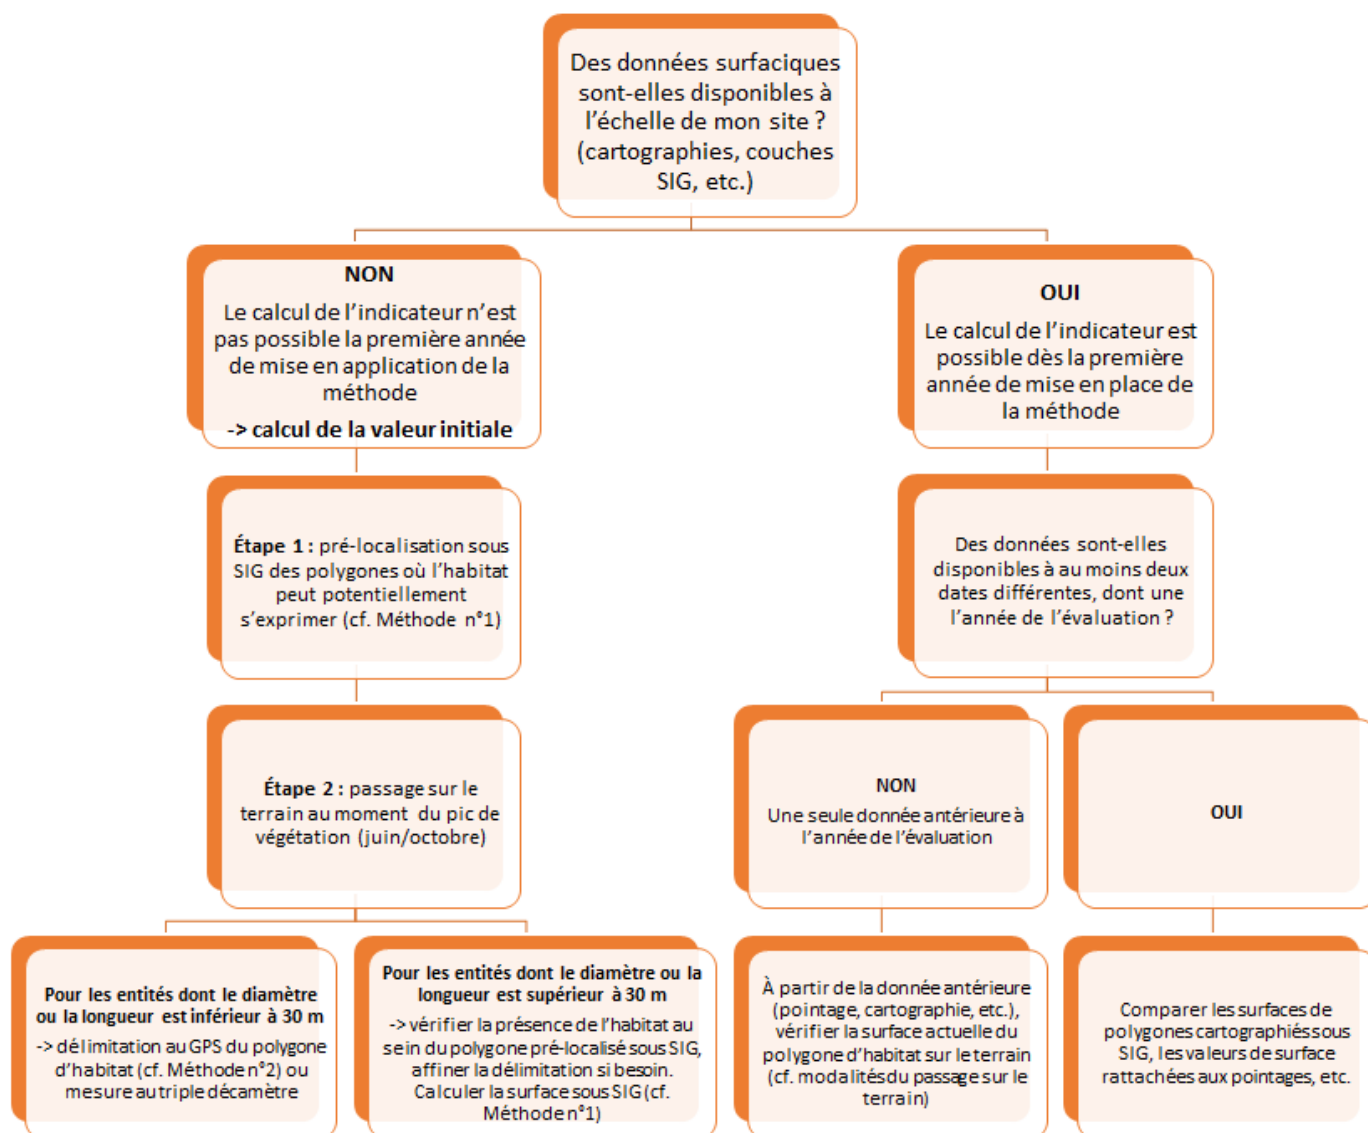 Des données surfaciques
sont-elles disponibles à
l’échelle de mon site ?
(cartographies, couches
SIG, etc.)
NON
Le calcul de l’indicateur n’est
pas possible la première année
de mise en application de la
méthode
-> calcul de la valeur initiale
OUI
Le calcul de l’indicateur est
possible dès la première
année de mise en place de
la méthode
Étape 1 : pré-localisation sous
SIG des polygones où l’habitat
peut potentiellement
s’exprimer (cf. Méthode n°1)
Des données sont-elles
disponibles à au moins deux
dates différentes, dont une
l’année de l’évaluation ?
Étape 2 : passage sur le
terrain au moment du pic de
végétation (juin/octobre)
NON
Une seule donnée antérieure à
l’année de l’évaluation
OUI
Pour les entités dont le diamètre
ou la longueur est inférieur à 30 m
-> délimitation au GPS du polygone
d’habitat (cf. Méthode n°2) ou
mesure au triple décamètre
Pour les entités dont le diamètre ou la
longueur est supérieur à 30 m
-> vérifier la présence de l’habitat au
sein du polygone pré-localisé sous SIG,
affiner la délimitation si besoin.
Calculer la surface sous SIG (cf.
Méthode n°1)
À partir de la donnée antérieure
(pointage, cartographie, etc.),
vérifier la surface actuelle du
polygone d’habitat sur le terrain
(cf. modalités du passage sur le
terrain)
Comparer les surfaces de
polygones cartographiés sous
SIG, les valeurs de surface
rattachées aux pointages, etc.